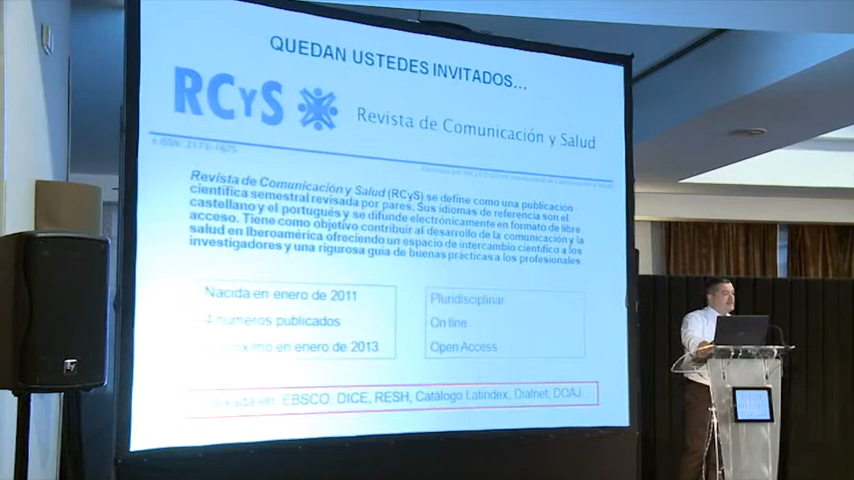 QUEDAN USTEDES INVITADOS...
RCYS
Revista de Comunicación y Salud
ISSN: 2173-1675
Revista de Comunicación y Salud (RCyS) se define como una publicación
científica semestral revisada por pares. Sus idiomas de referencia son el
castellano y el portugués y se difunde electrónicamente en formato de libre
acceso. Tiene como objetivo contribuir al desarrollo de la comunicación y la
salud en Iberoamérica ofreciendo un espacio de intercambio científico a los
investigadores y una rigurosa guía de buenas prácticas a los profesionales.
Nacida en enero de 2011
4 números publicados
en enero de 2013
Pluridisciplinar
On line
Open Access
EBSCO, DICE, RESH, Catálogo Latindex, Dialnet, DOAJ...